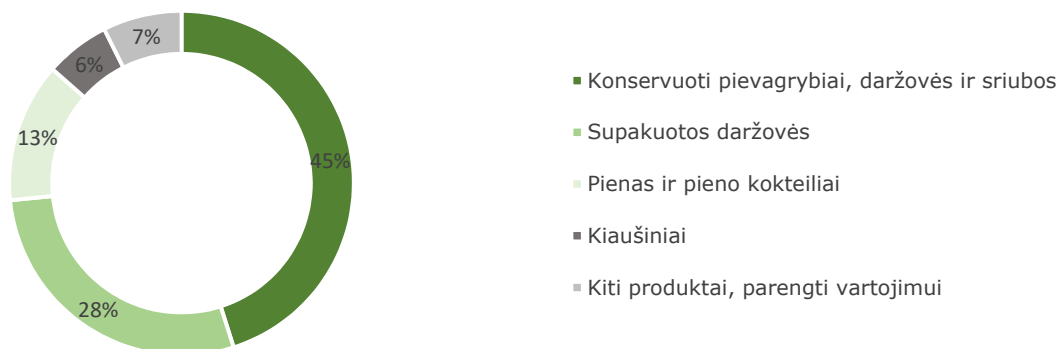 7%
6%
13%
45%
28%
Konservuoti pievagrybiai, daržovės ir sriubos
Supakuotos daržovės
Pienas ir pieno kokteiliai
Kiaušiniai
Kiti produktai, parengti vartojimui